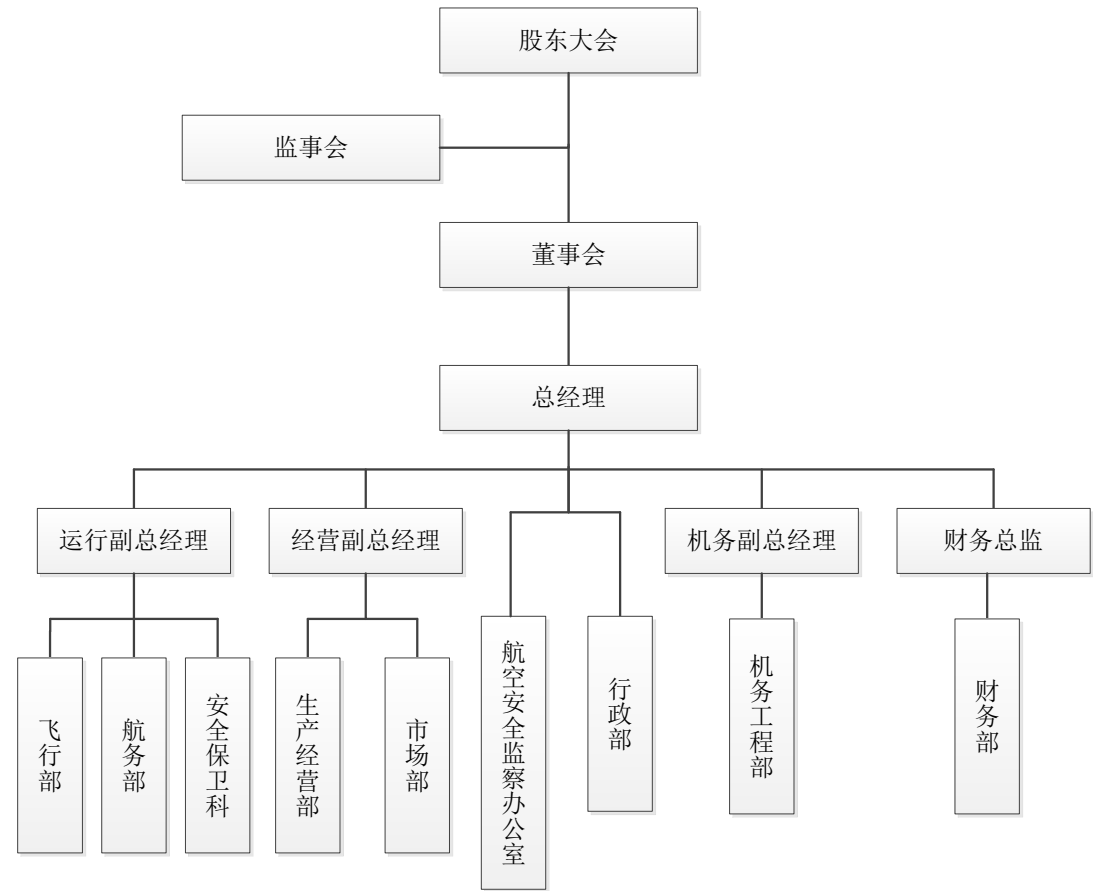 股东大会
监事会
董事会
总经理
运行副总经理
经营副总经理
机务副总经理
财务总监
飞行部
航务部
安全保卫科
生产经营部
市场部
航空安全监察办公室
行政部
机务工程部
财务部